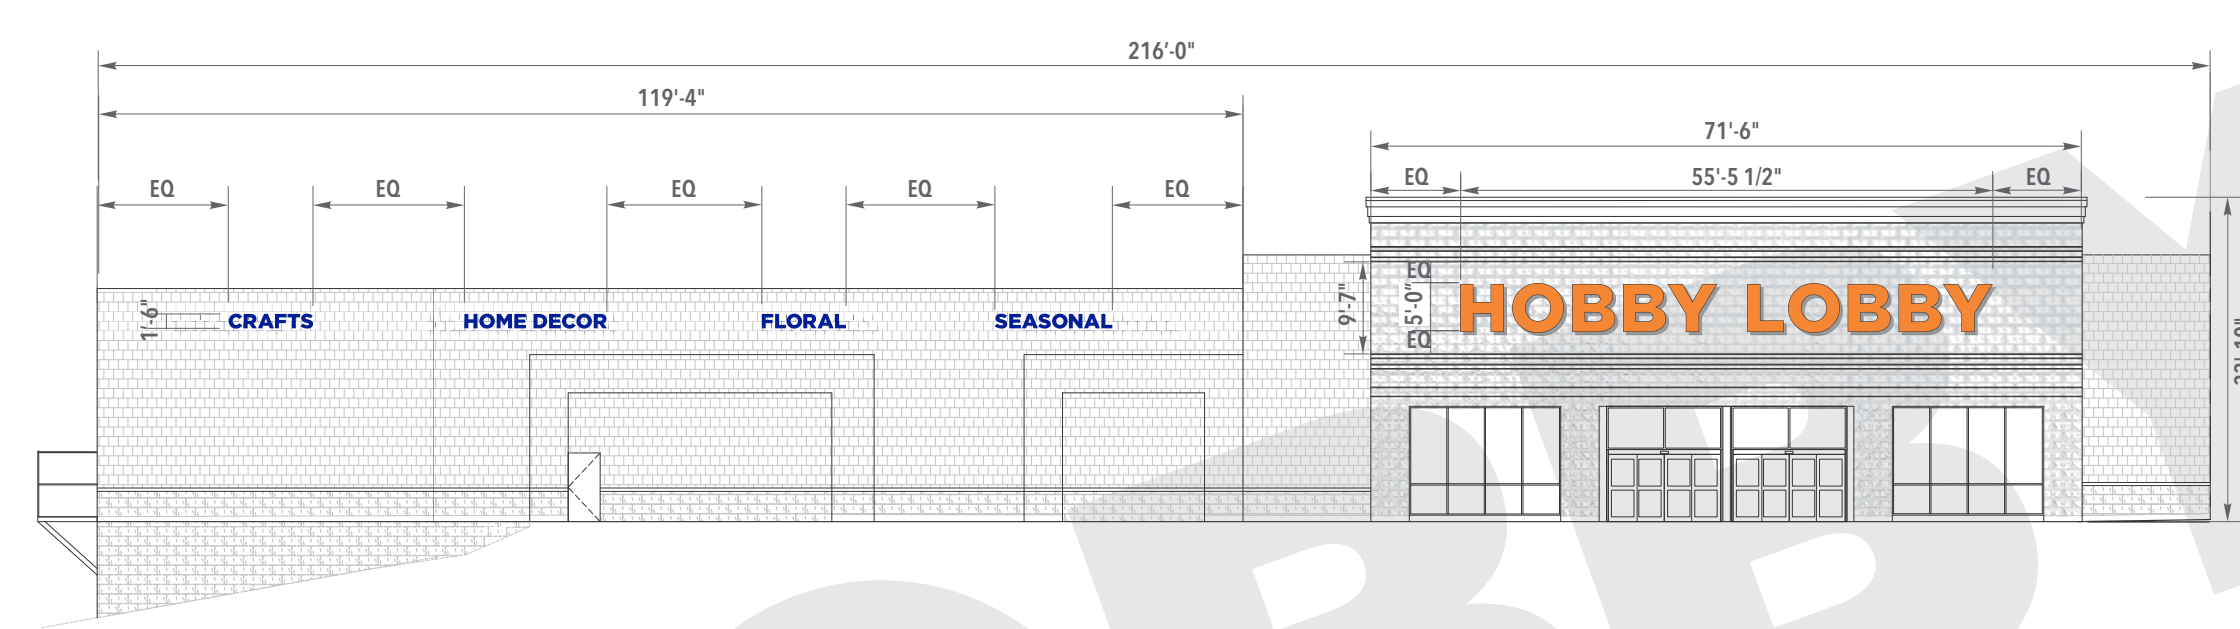 216'-0"
119'-4"
71'-6"
EQ EQ EQ EQ EQ
EQ 55'-5 1/2" EQ
9'-7"
EQ
5'-0"
EQ
HOBBY LOBBY
1'-6"
CRAFTS HOME DECOR FLORAL SEASONAL